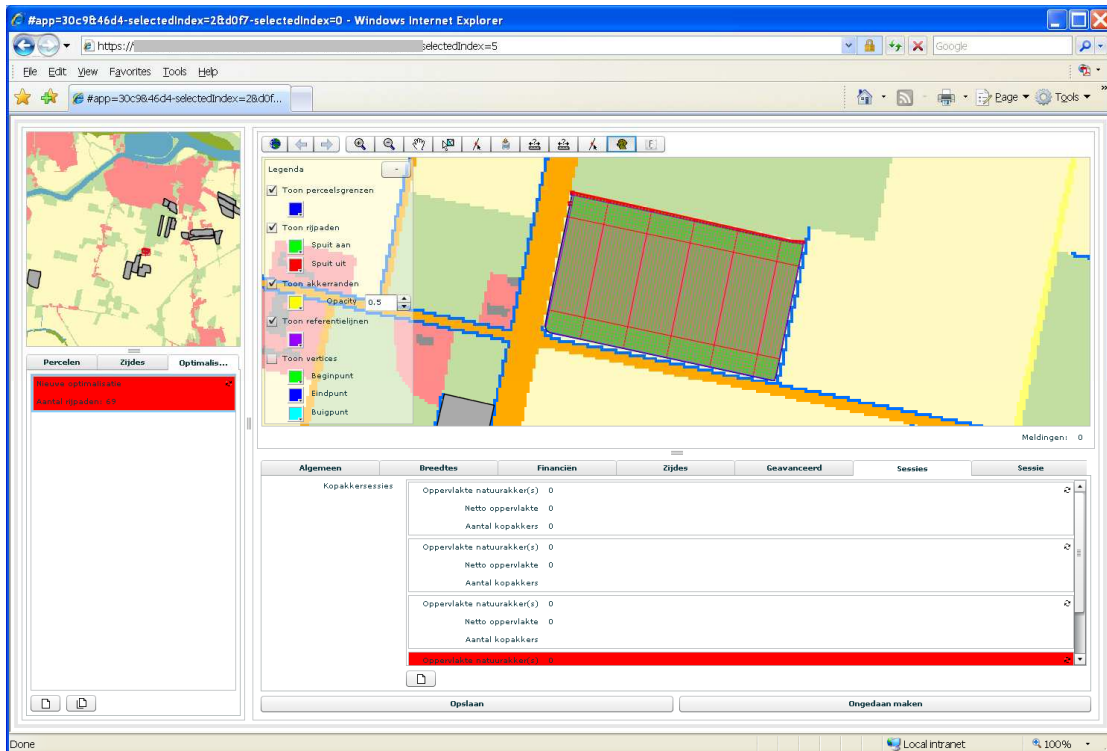 #app=30c9&46d4-selectedIndex=2&d0f7-selectedIndex=0 - Windows Internet Explorer
https:// selectedIndex=5
Google
File Edit View Favorites Tools Help
#app=30c9&46d4-selectedIndex=2&d0f...
Page Tools
Legenda -
Toon perceelsgrenzen
Toon rijpaden
Spuit aan
Spuit uit
Toon akkerranden
Opacity 0.5
Toon referentielijnen
Toon vertices
Beginpunt
Eindpunt
Buigpunt
Meldingen: 0
Percelen Zijdes Optimalis...
Nieuwe optimalisatie
Aantal rijpaden:
Algemeen Breedtes Financiën Zijdes Geavanceerd Sessies Sessie
Kopakkersessies
Oppervlakte natuurakker(s) 0
Netto oppervlakte 0
Aantal kopakkers 0
Oppervlakte natuurakker(s) 0
Netto oppervlakte 0
Aantal kopakkers
Oppervlakte natuurakker(s) 0
Netto oppervlakte 0
Aantal kopakkers
Oppervlakte natuurakker(s) 0
Opslaan Ongedaan maken
Done Local intranet 100%